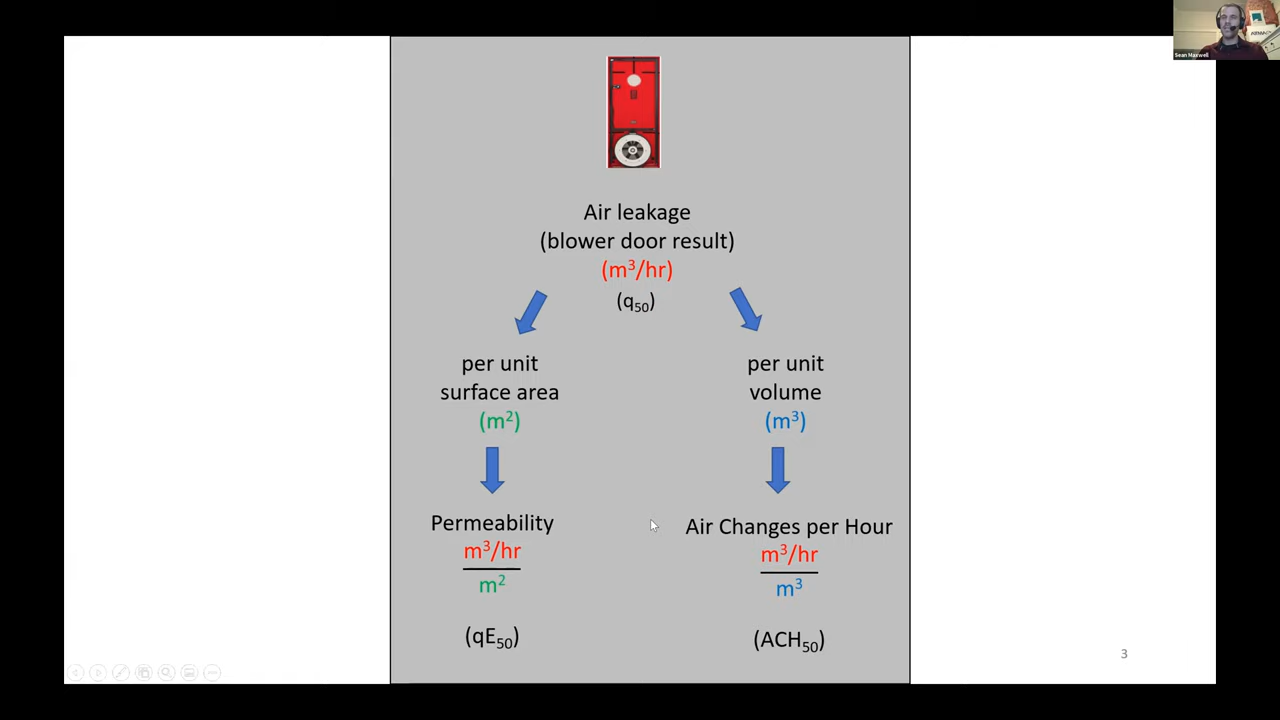 Sean Maxwell
Air leakage
(blower door result)
(m³/hr)
(q₅₀)
per unit
surface area
(m²)
per unit
volume
(m³)
Permeability
m³/hr
m²
(qE₅₀)
Air Changes per Hour
m³/hr
m³
(ACH₅₀)
3